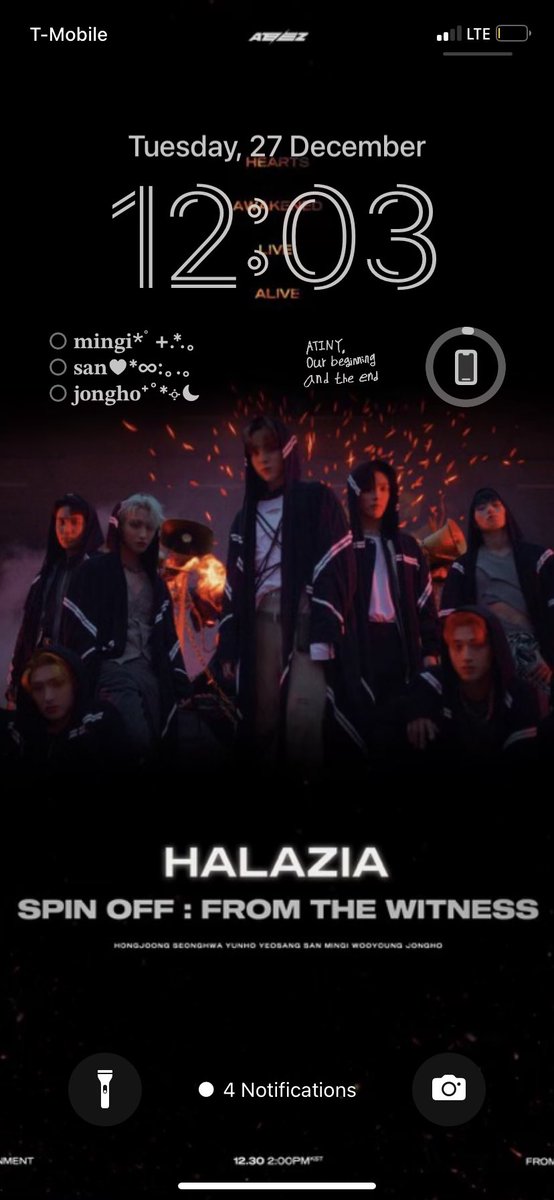 T-Mobile
ATEEZ
LTE
Tuesday, 27 December
HEARTS
12:03
AWAKENED
LIVE
ALIVE
mingi*˚ +.*.｡
san♥*∞:｡.｡
jongho⁺˚*✧☾
ATINY,
Our beginning
and the end
HALAZIA
SPIN OFF : FROM THE WITNESS
HONGJOONG SEONGHWA YUNHO YEOSANG SAN MINGI WOOYOUNG JONGHO
4 Notifications
NMENT
12.30 2:00PM KST
FROM